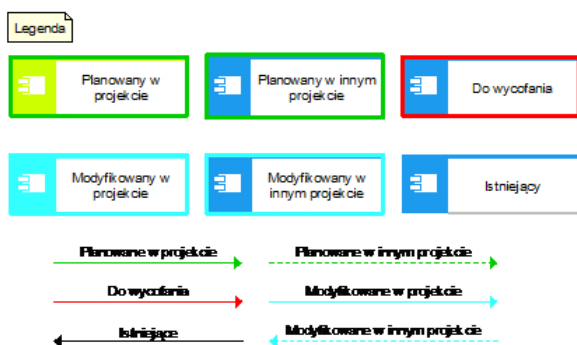 Legenda
Planowany w
projekcie
Planowany w innym
projekcie
Do wycofania
Modyfikowany w
projekcie
Modyfikowany w
innym projekcie
Istniejący
Planowane w projekcie
Planowane w innym projekcie
Do wycofania
Modyfikowane w projekcie
Istniejące
Modyfikowane w innym projekcie